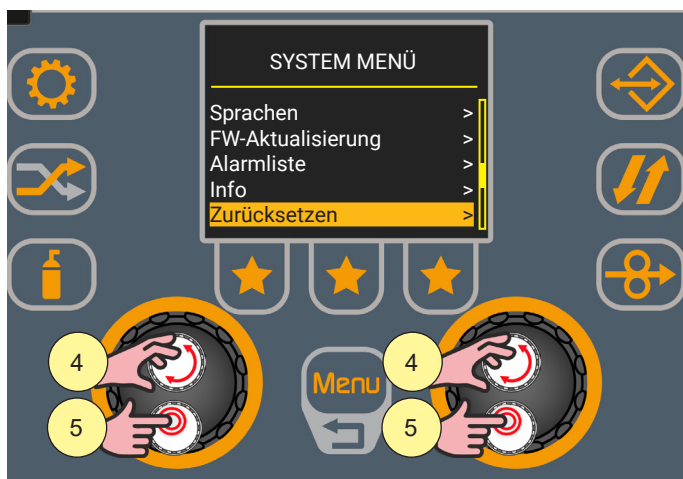 SYSTEM MENÜ
Sprachen >
FW-Aktualisierung >
Alarmliste >
Info >
Zurücksetzen >
4
Menu
4
5
5